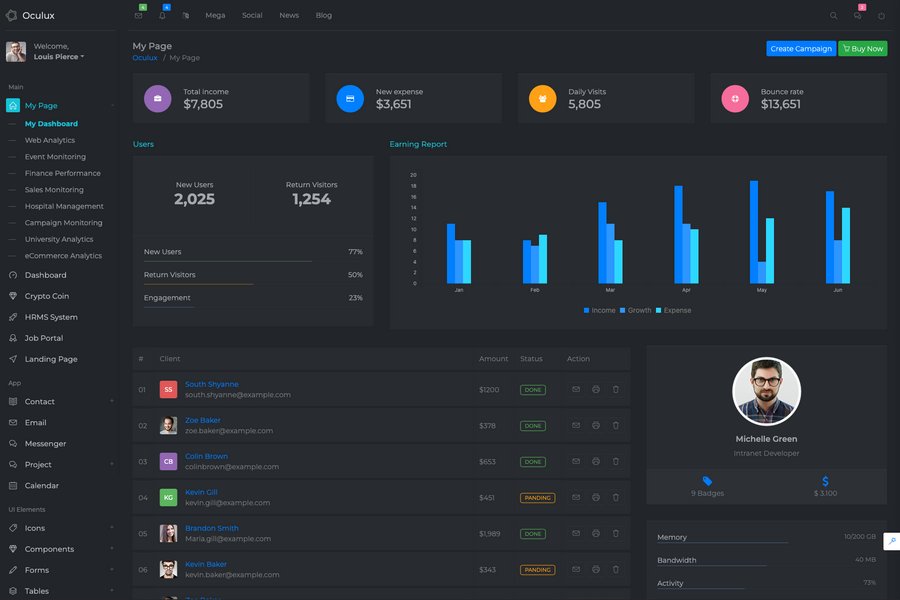 Oculux
6
4
Mega
Social
News
Blog
2
Welcome,
Louis Pierce
Main
My Page
My Dashboard
Web Analytics
Event Monitoring
Finance Performance
Sales Monitoring
Hospital Management
Campaign Monitoring
University Analytics
eCommerce Analytics
Dashboard
Crypto Coin
HRMS System
Job Portal
Landing Page
App
Contact
Email
Messenger
Project
Calendar
UI Elements
Icons
Components
Forms
Tables
My Page
Oculux / My Page
Create Campaign
Buy Now
Total Income
$7,805
New expense
$3,651
Daily Visits
5,805
Bounce rate
$13,651
Users
New Users
2,025
Return Visitors
1,254
New Users 77%
Return Visitors 50%
Engagement 23%
Earning Report
20
18
16
14
12
10
8
6
4
2
0
Jan Feb Mar Apr May Jun
Income Growth Expense
# Client Amount Status Action
01 SS South Shyanne $1200 DONE
south.shyanne@example.com
02 Zoe Baker $378 DONE
zoe.baker@example.com
03 CB Colin Brown $653 DONE
colinbrown@example.com
04 KG Kevin Gill $451 PANDING
kevin.gill@example.com
05 Brandon Smith $1,989 DONE
Maria.gill@example.com
06 Kevin Baker $343 PANDING
kevin.baker@example.com
Michelle Green
Intranet Developer
9 Badges
$ 3.100
Memory 10/200 GB
Bandwidth 40 MB
Activity 73%